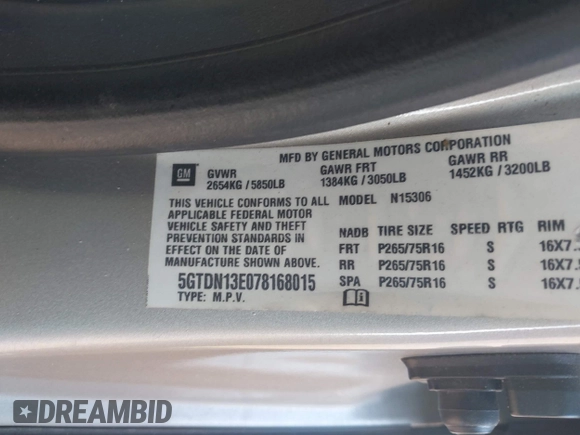 MFD BY GENERAL MOTORS CORPORATION
GM
GVWR GAWR FRT GAWR RR
2654KG / 5850LB 1384KG / 3050LB 1452KG / 3200LB
THIS VEHICLE CONFORMS TO ALL
APPLICABLE FEDERAL MOTOR
VEHICLE SAFETY AND THEFT
PREVENTION STANDARDS IN
EFFECT ON THE DATE OF
MANUFACTURE SHOWN ABOVE.
5GTDN13E078168015
TYPE: M.P.V.
MODEL N15306
NADB TIRE SIZE SPEED RTG RIM
FRT P265/75R16 S 16X7.
RR P265/75R16 S 16X7.
SPA P265/75R16 S 16X7.
DREAMBID